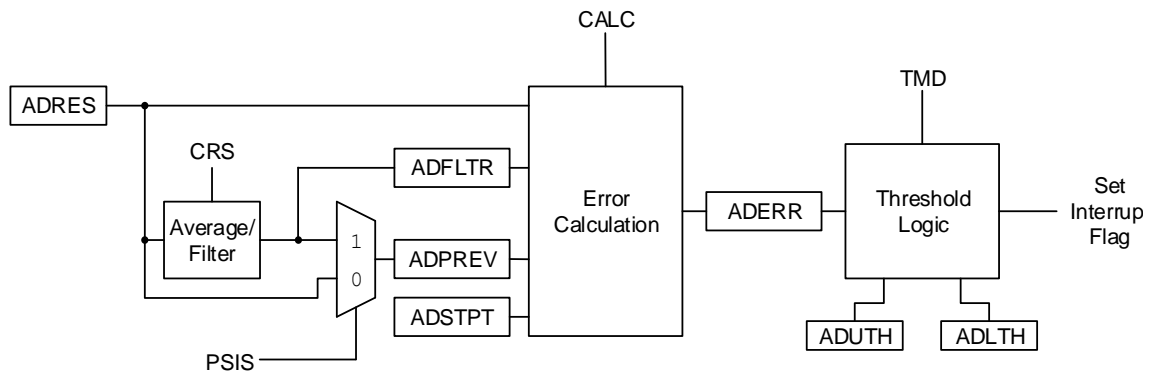 CALC
TMD
ADRES
CRS
ADFLTR
Average/
Filter
1
0
ADPREV
ADSTPT
PSIS
Error
Calculation
ADERR
Threshold
Logic
Set
Interrup
Flag
ADUTH
ADLTH